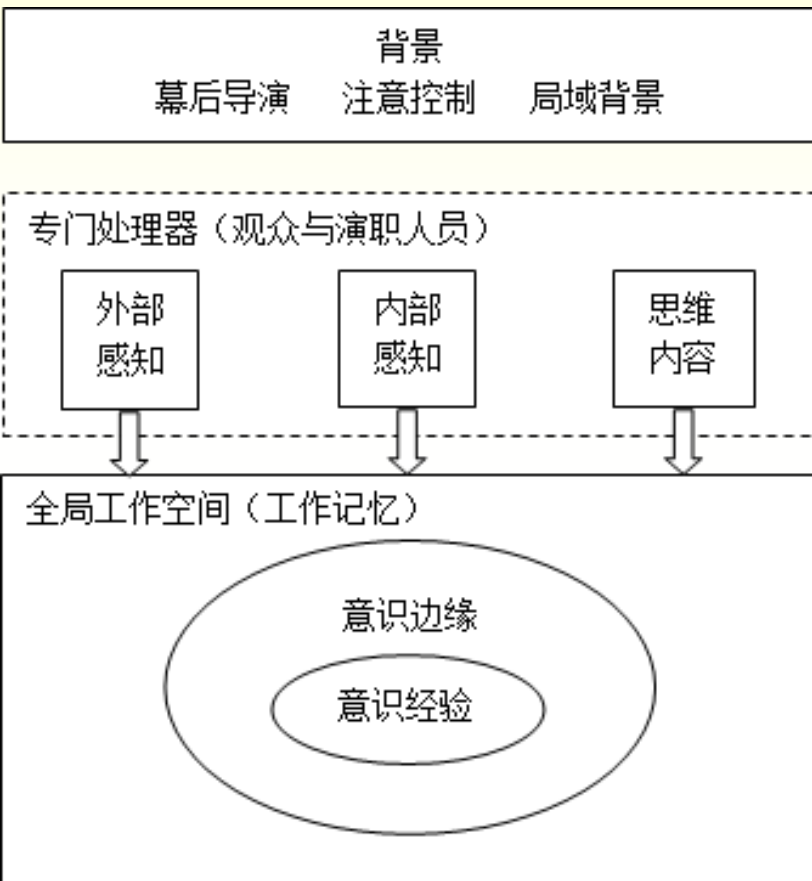 背景
幕后导演 注意控制 局域背景
专门处理器（观众与演职人员）
外部
感知
内部
感知
思维
内容
全局工作空间（工作记忆）
意识边缘
意识经验